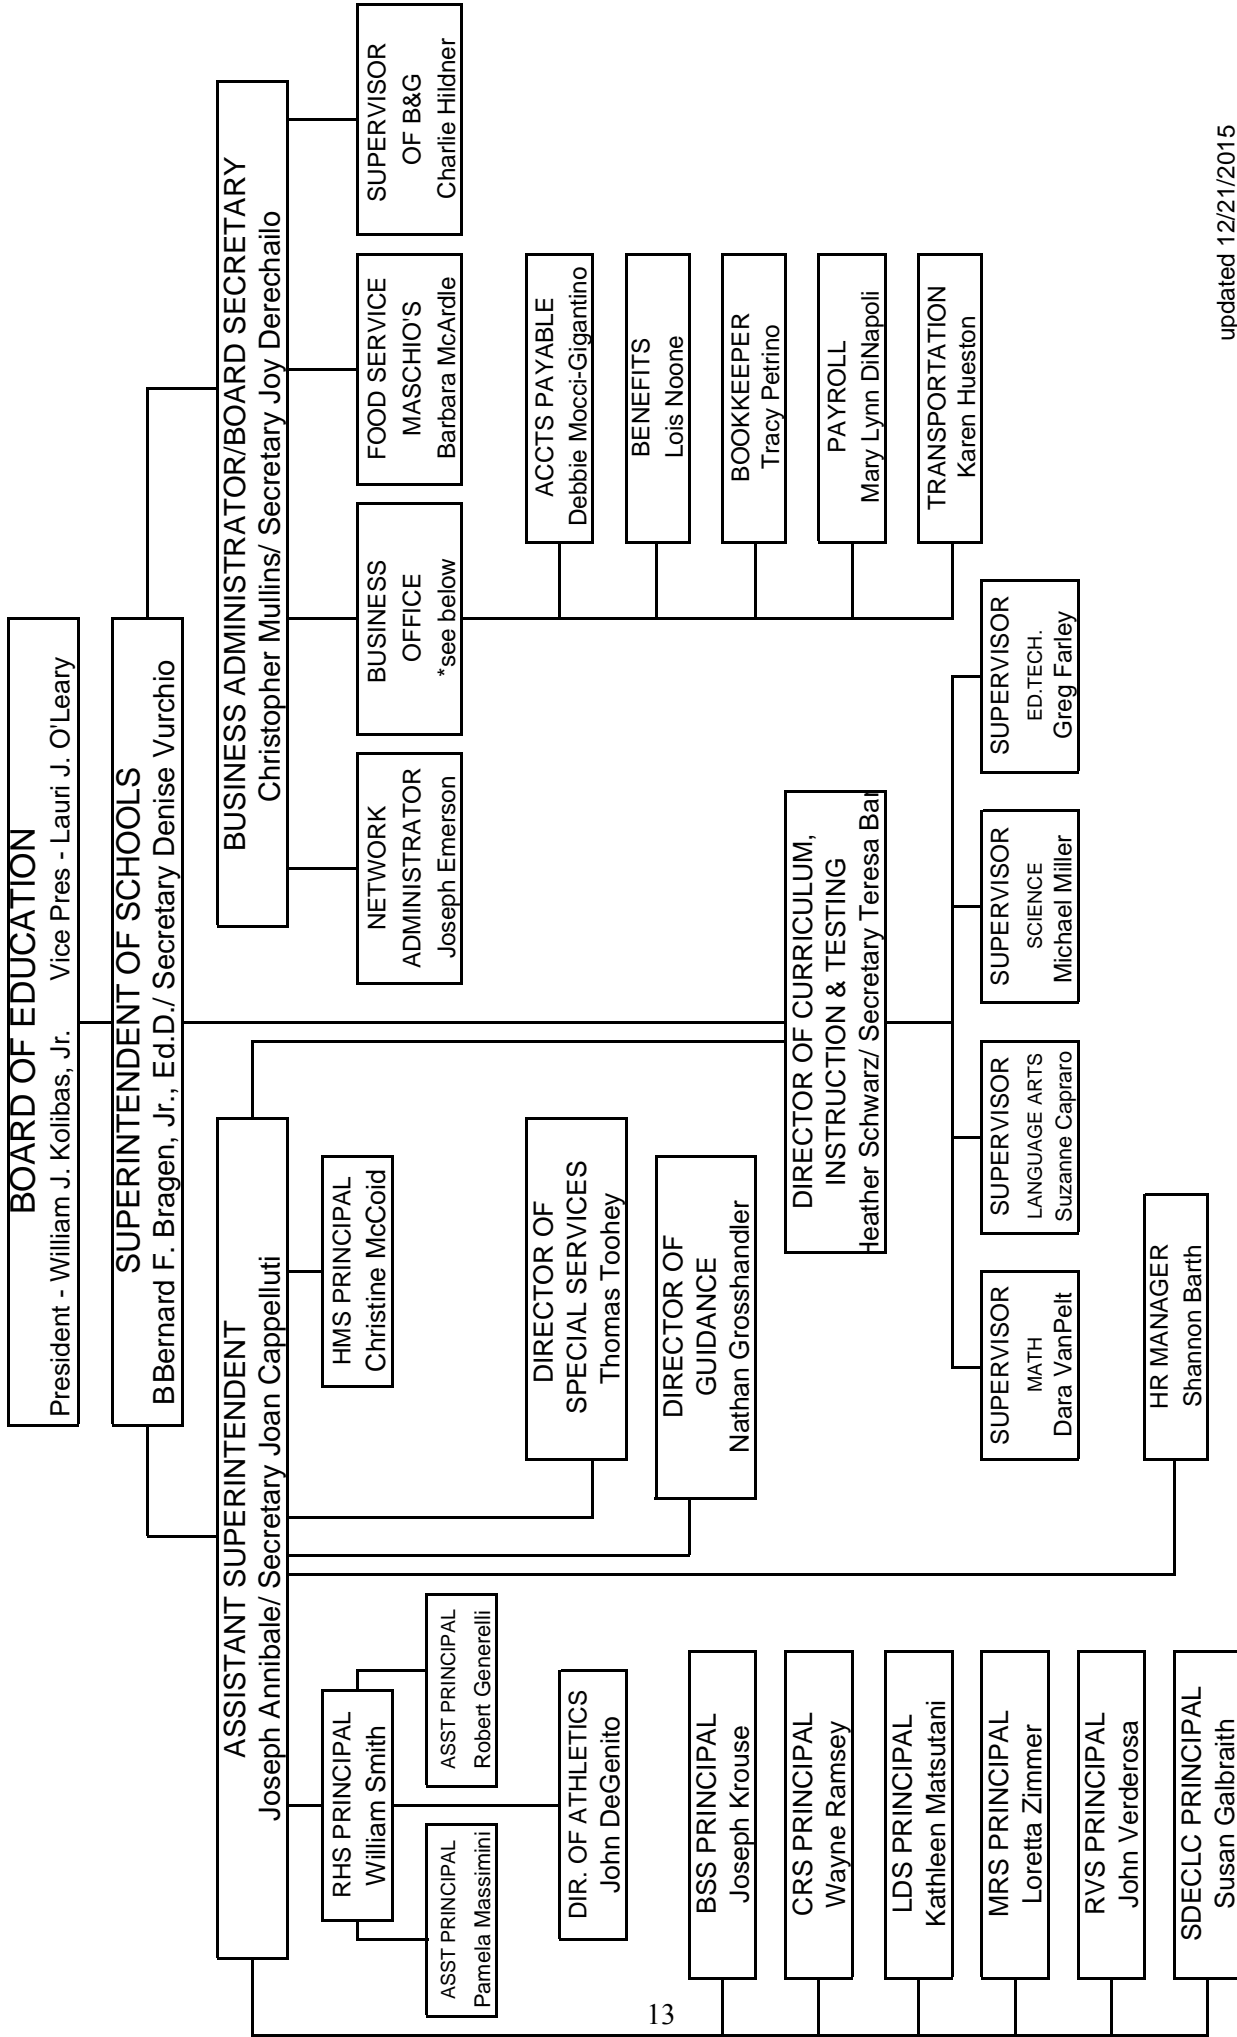 BOARD OF EDUCATION
President - William J. Kolibas, Jr. Vice Pres - Lauri J. O'Leary
SUPERINTENDENT OF SCHOOLS
BBernard F. Bragen, Jr., Ed.D./ Secretary Denise Vurchio
ASSISTANT SUPERINTENDENT
Joseph Annibale/ Secretary Joan Cappelluti
BUSINESS ADMINISTRATOR/BOARD SECRETARY
Christopher Mullins/ Secretary Joy Derechailo
RHS PRINCIPAL
William Smith
HMS PRINCIPAL
Christine McCoid
NETWORK
ADMINISTRATOR
Joseph Emerson
BUSINESS
OFFICE
*see below
FOOD SERVICE
MASCHIO'S
Barbara McArdle
SUPERVISOR
OF B&G
Charlie Hildner
ASST PRINCIPAL
Pamela Massimini
ASST PRINCIPAL
Robert Generelli
DIR. OF ATHLETICS
John DeGenito
DIRECTOR OF
SPECIAL SERVICES
Thomas Toohey
ACCTS PAYABLE
Debbie Mocci-Gigantino
BENEFITS
Lois Noone
DIRECTOR OF
GUIDANCE
Nathan Grosshandler
BSS PRINCIPAL
Joseph Krouse
BOOKKEEPER
Tracy Petrino
CRS PRINCIPAL
Wayne Ramsey
DIRECTOR OF CURRICULUM,
INSTRUCTION & TESTING
Heather Schwarz/ Secretary Teresa Bar
PAYROLL
Mary Lynn DiNapoli
LDS PRINCIPAL
Kathleen Matsutani
TRANSPORTATION
Karen Hueston
MRS PRINCIPAL
Loretta Zimmer
SUPERVISOR
MATH
Dara VanPelt
SUPERVISOR
LANGUAGE ARTS
Suzanne Capraro
SUPERVISOR
SCIENCE
Michael Miller
SUPERVISOR
ED.TECH.
Greg Farley
RVS PRINCIPAL
John Verderosa
HR MANAGER
Shannon Barth
SDECLC PRINCIPAL
Susan Galbraith
updated 12/21/2015
13